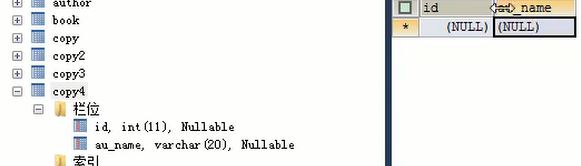 author
book
copy
copy2
copy3
copy4
栏位
id, int(11), Nullable
au_name, varchar(20), Nullable
索引
id au_name
* (NULL) (NULL)